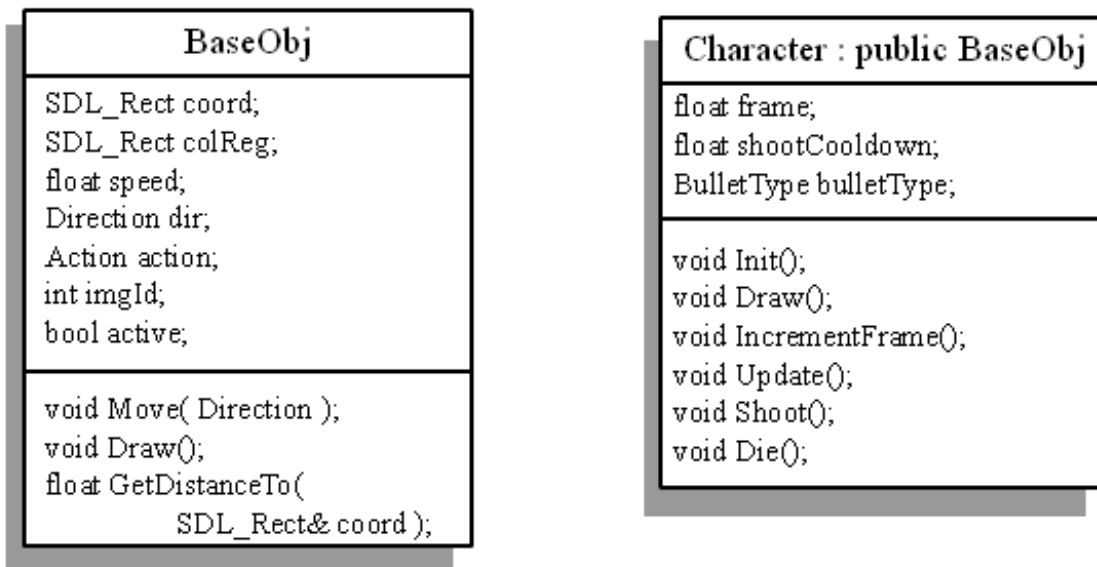 BaseObj
SDL_Rect coord;
SDL_Rect colReg;
float speed;
Direction dir;
Action action;
int imgId;
bool active;
void Move( Direction );
void Draw();
float GetDistanceTo(
SDL_Rect& coord );
Character : public BaseObj
float frame;
float shootCooldown;
BulletType bulletType;
void Init();
void Draw();
void IncrementFrame();
void Update();
void Shoot();
void Die();